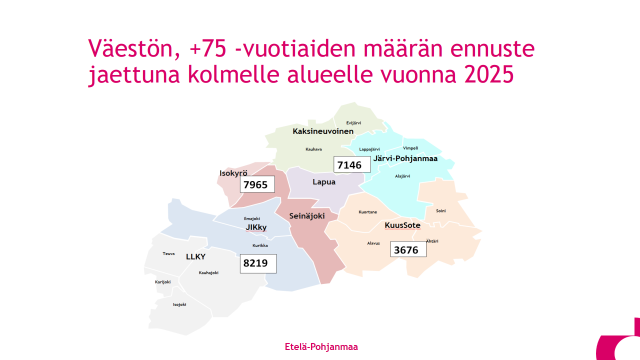 Väestön, +75 -vuotiaiden määrän ennuste
jaettuna kolmelle alueelle vuonna 2025
Evijärvi
Kaksineuvoinen
Kauhava
Lappajärvi
Vimpeli
Järvi-Pohjanmaa
7146
Isokyrö
Alajärvi
7965
Lapua
Kuortane
Soini
Ilmajoki
Seinäjoki
JIKky
KuusSote
Kurikka
Alavus
Ähtäri
3676
Teuva
LLKY
8219
Kauhajoki
Karijoki
Isojoki
Etelä-Pohjanmaa